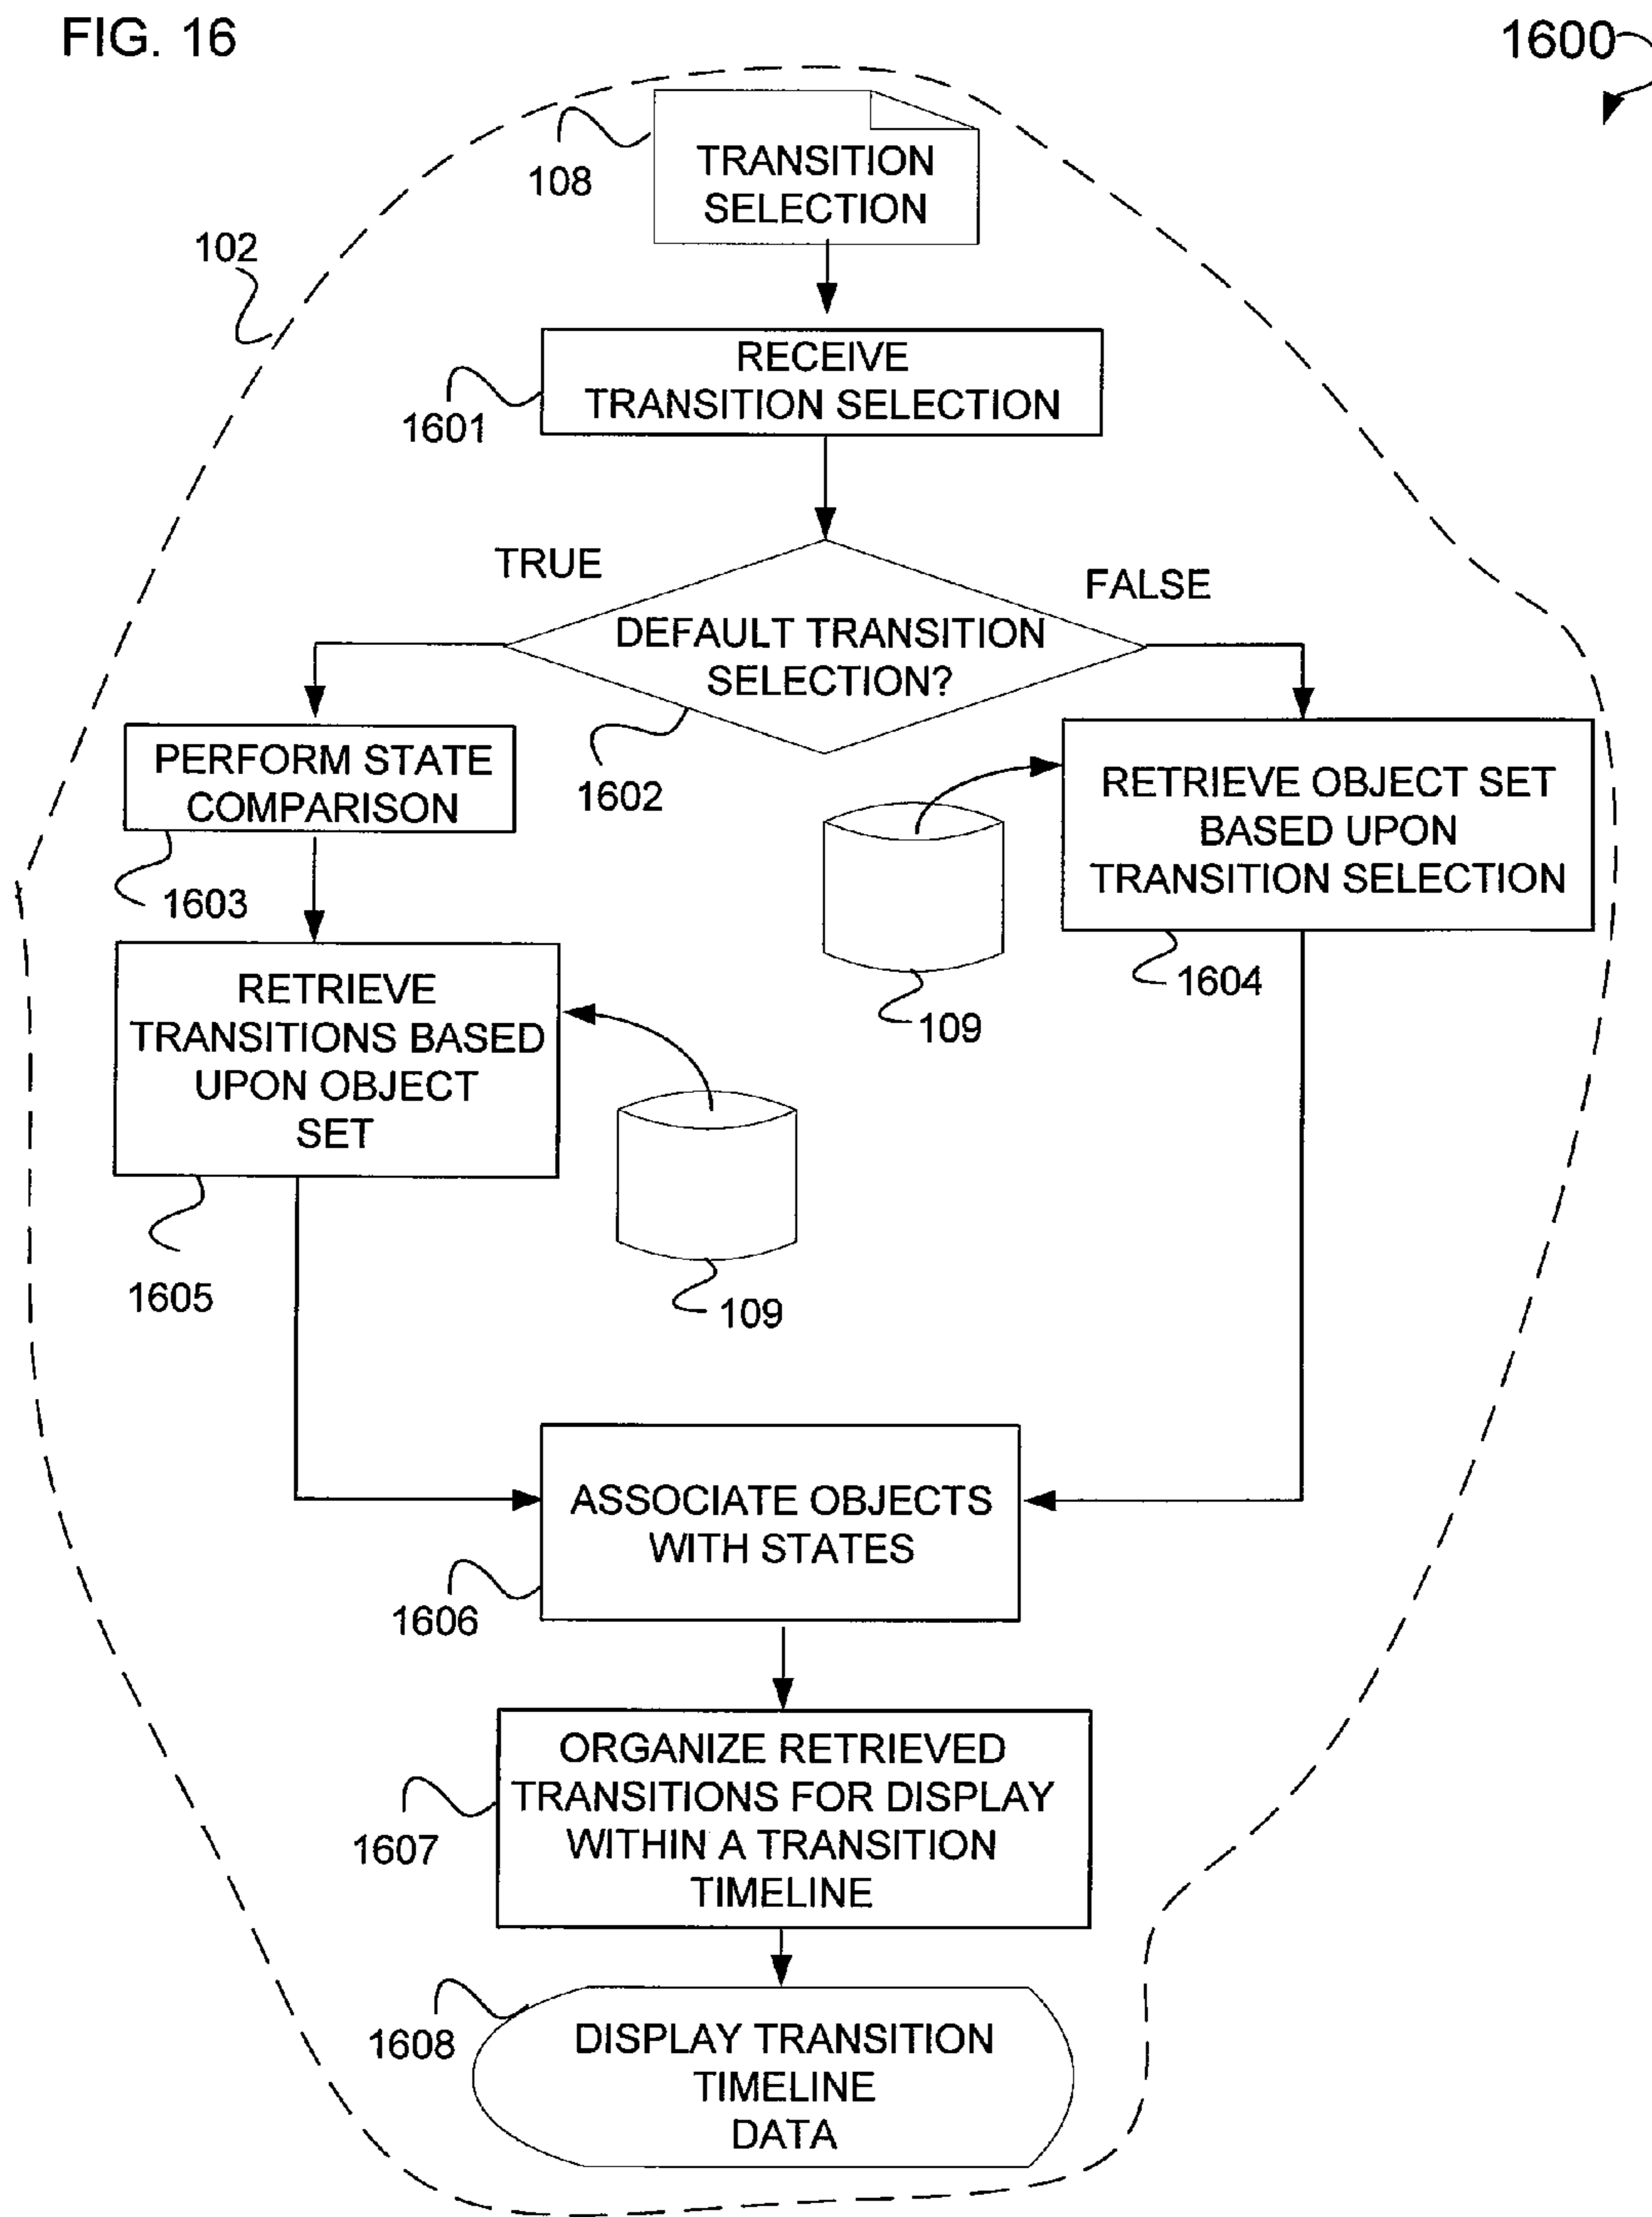 FIG. 16
1600
TRANSITION
SELECTION
108
102
RECEIVE
TRANSITION SELECTION
1601
TRUE
FALSE
DEFAULT TRANSITION
SELECTION?
1602
PERFORM STATE
COMPARISON
1603
RETRIEVE OBJECT SET
BASED UPON
TRANSITION SELECTION
1604
109
RETRIEVE
TRANSITIONS BASED
UPON OBJECT
SET
1605
109
ASSOCIATE OBJECTS
WITH STATES
1606
ORGANIZE RETRIEVED
TRANSITIONS FOR DISPLAY
WITHIN A TRANSITION
TIMELINE
1607
DISPLAY TRANSITION
TIMELINE
DATA
1608